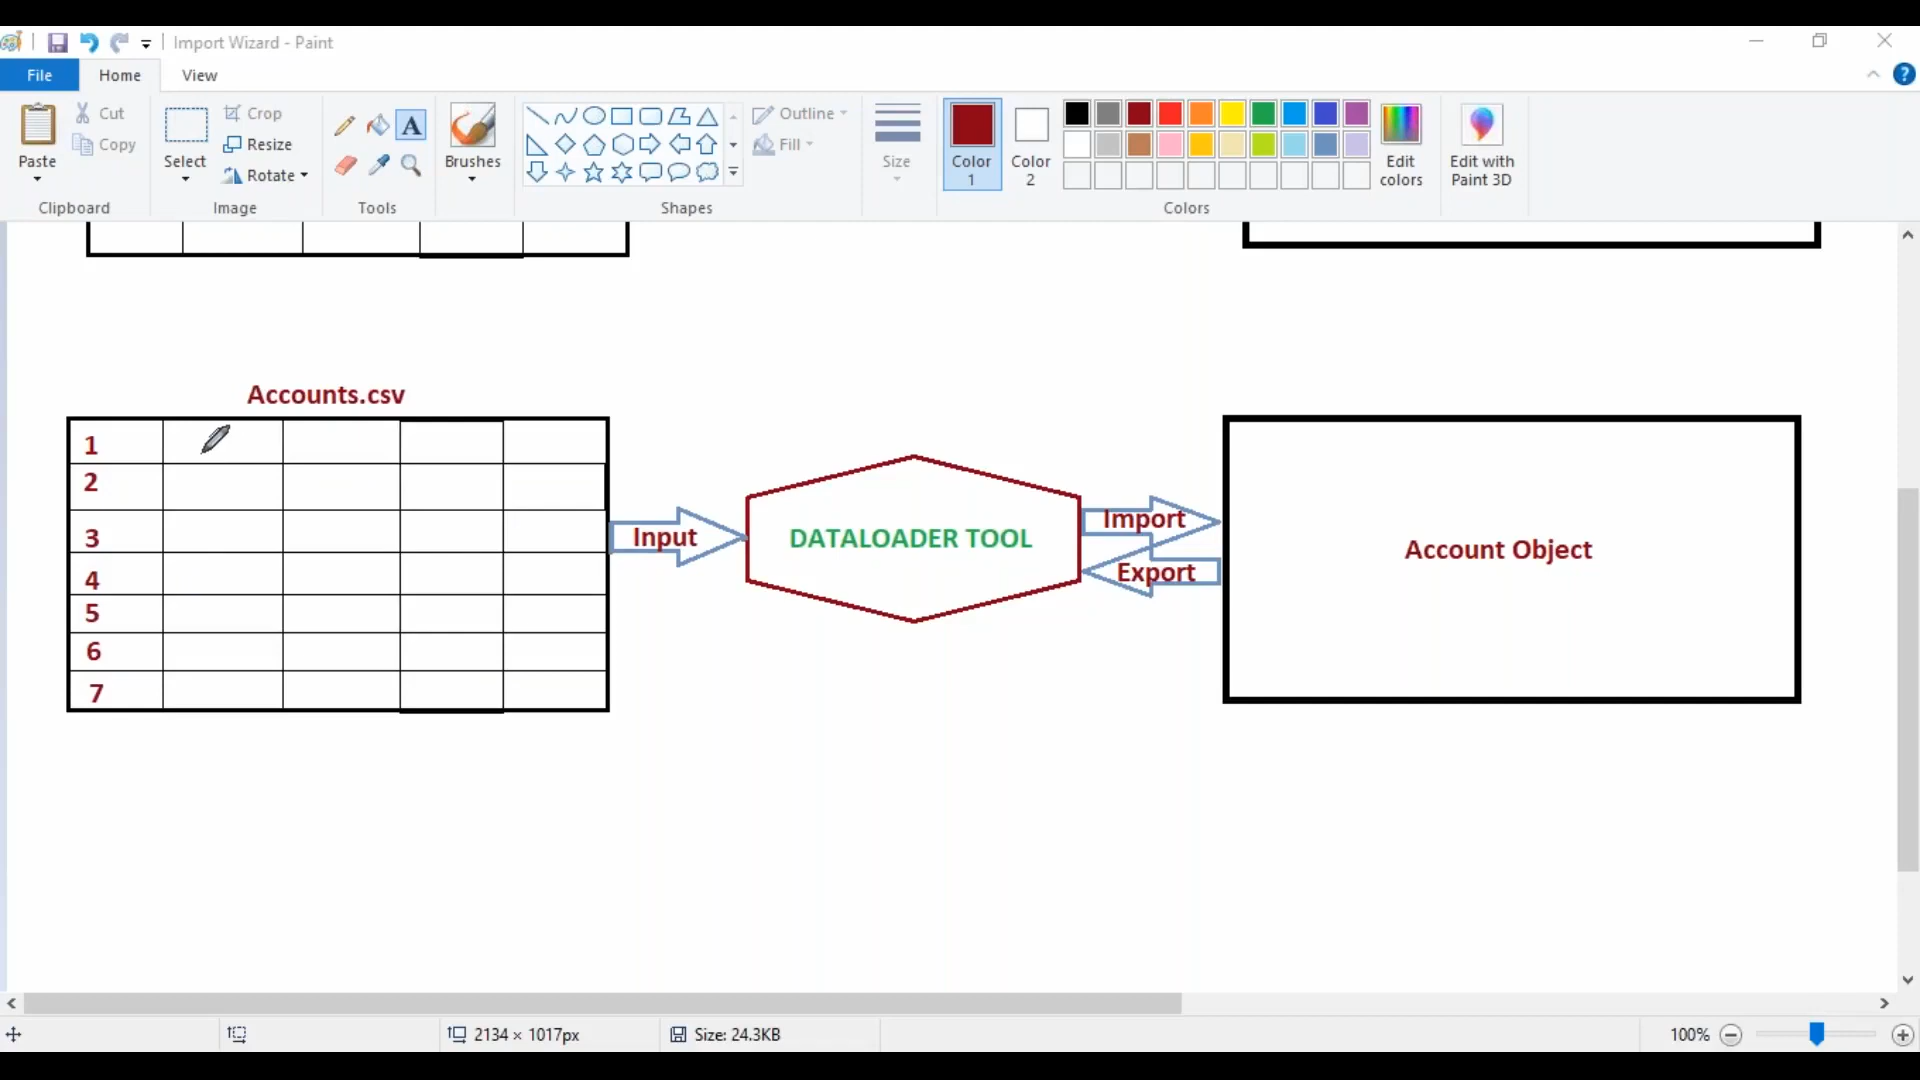 Import Wizard - Paint
File Home View
Paste
Cut
Copy
Clipboard
Select
Crop
Resize
Rotate
Image
A
Tools
Brushes
Shapes
Outline
Fill
Size
Color 1
Color 2
Edit colors
Colors
Edit with Paint 3D
?
Accounts.csv
1
2
3
4
5
6
7
Input
DATALOADER TOOL
Import
Export
Account Object
2134 × 1017px
Size: 24.3KB
100%